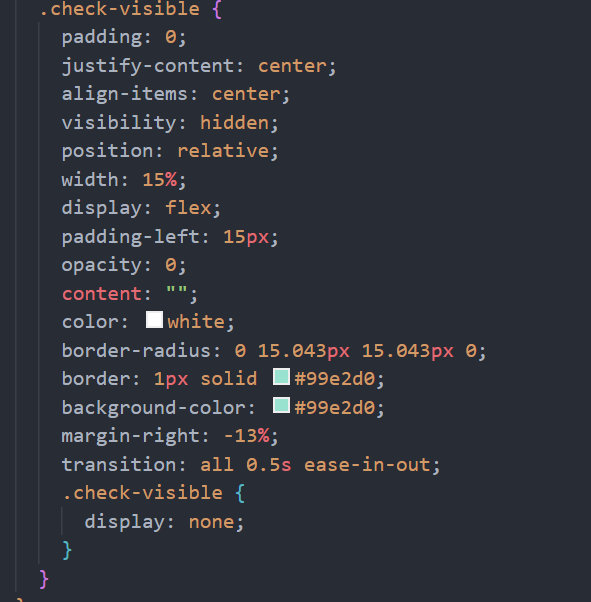 .check-visible {
padding: 0;
justify-content: center;
align-items: center;
visibility: hidden;
position: relative;
width: 15%;
display: flex;
padding-left: 15px;
opacity: 0;
content: "";
color: white;
border-radius: 0 15.043px 15.043px 0;
border: 1px solid #99e2d0;
background-color: #99e2d0;
margin-right: -13%;
transition: all 0.5s ease-in-out;
.check-visible {
display: none;
}
}